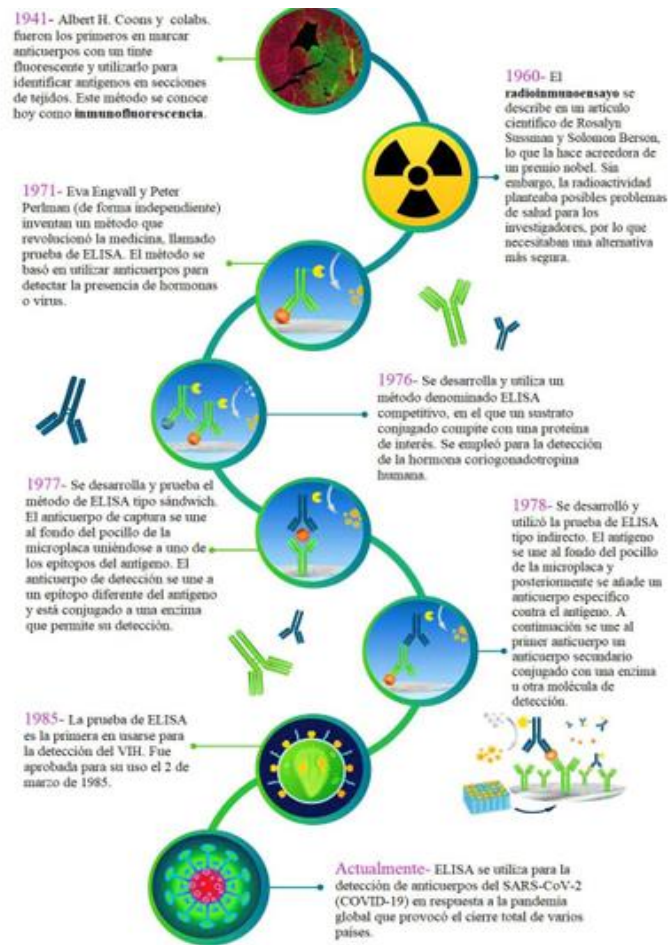 1941- Albert H. Coons y colabs.
fueron los primeros en marcar
anticuerpos con un tinte
fluorescente y utilizarlo para
identificar antígenos en secciones
de tejidos. Este método se conoce
hoy como inmunofluorescencia.
1960- El
radioinmunoensayo se
describe en un artículo
científico de Rosalyn
Sussman y Solomon Berson,
lo que la hace acreedora de
un premio nobel. Sin
embargo, la radioactividad
planteaba posibles problemas
de salud para los
investigadores, por lo que
necesitaban una alternativa
más segura.
1971- Eva Engvall y Peter
Perlman (de forma independiente)
inventan un método que
revolucionó la medicina, llamado
prueba de ELISA. El método se
basó en utilizar anticuerpos para
detectar la presencia de hormonas
o virus.
1976- Se desarrolla y utiliza un
método denominado ELISA
competitivo, en el que un sustrato
conjugado compite con una proteína
de interés. Se empleó para la detección
de la hormona coriogonadotropina
humana.
1977- Se desarrolla y prueba el
método de ELISA tipo sándwich.
El anticuerpo de captura se une
al fondo del pocillo de la
microplaca uniéndose a uno de
los epítopos del antígeno. El
anticuerpo de detección se une a
un epítopo diferente del antígeno
y está conjugado a una enzima
que permite su detección.
1978- Se desarrolló y
utilizó la prueba de ELISA
tipo indirecto. El antígeno
se une al fondo del pocillo
de la microplaca y
posteriormente se añade un
anticuerpo específico
contra el antígeno. A
continuación se une al
primer anticuerpo un
anticuerpo secundario
conjugado con una enzima
u otra molécula de
detección.
1985- La prueba de ELISA
es la primera en usarse para
la detección del VIH. Fue
aprobada para su uso el 2 de
marzo de 1985.
Actualmente- ELISA se utiliza para la
detección de anticuerpos del SARS-CoV-2
(COVID-19) en respuesta a la pandemia
global que provocó el cierre total de varios
países.